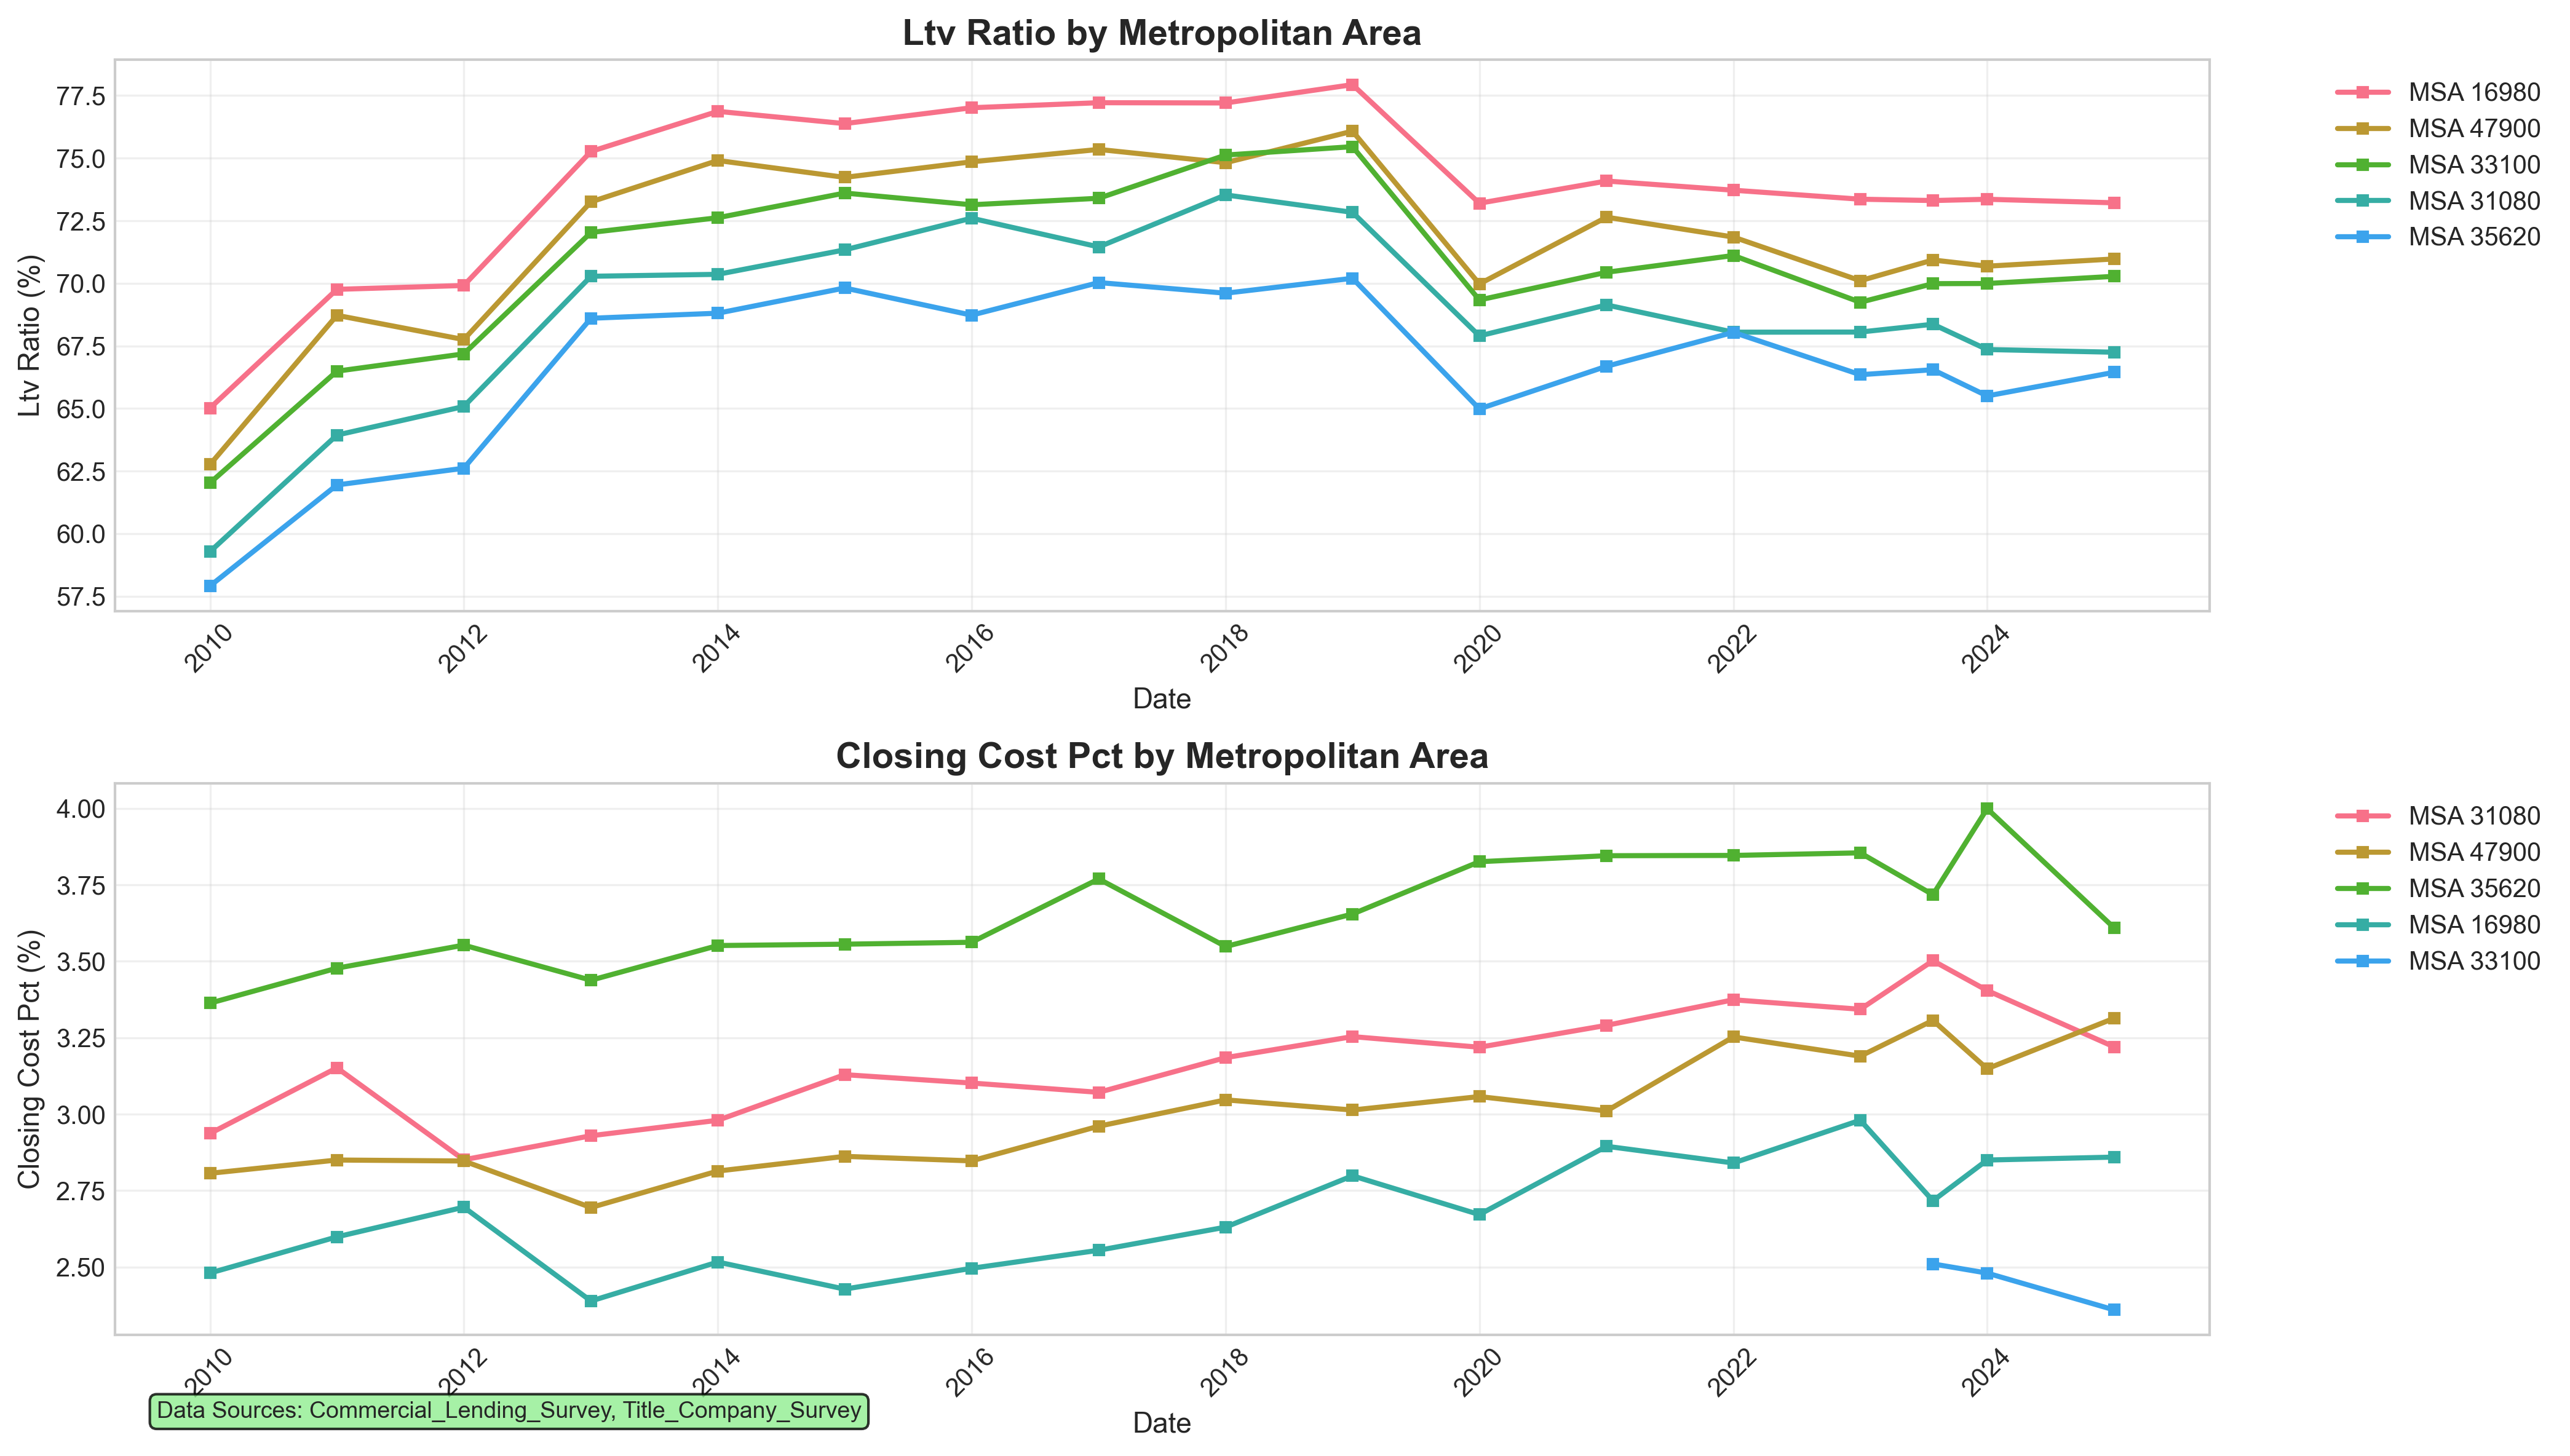 Ltv Ratio by Metropolitan Area
Ltv Ratio (%)
77.5
75.0
72.5
70.0
67.5
65.0
62.5
60.0
57.5
2010
2012
2014
2016
2018
2020
2022
2024
Date
MSA 16980
MSA 47900
MSA 33100
MSA 31080
MSA 35620
Closing Cost Pct by Metropolitan Area
Closing Cost Pct (%)
4.00
3.75
3.50
3.25
3.00
2.75
2.50
2010
2012
2014
2016
2018
2020
2022
2024
Date
MSA 31080
MSA 47900
MSA 35620
MSA 16980
MSA 33100
Data Sources: Commercial_Lending_Survey, Title_Company_Survey